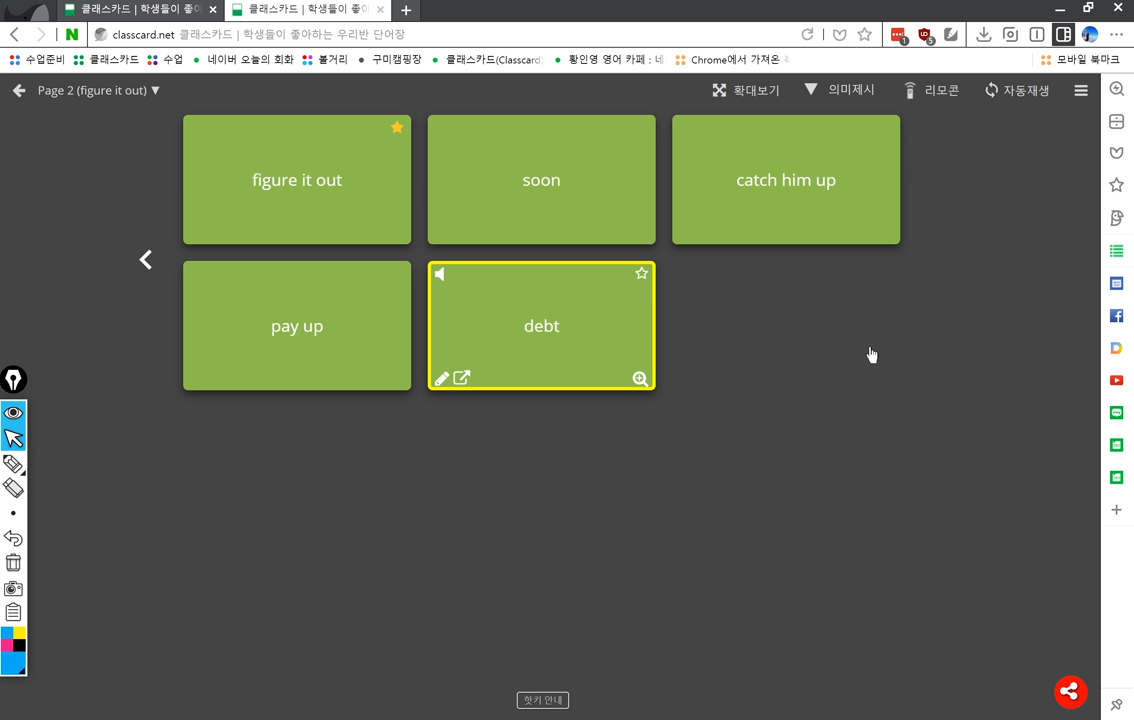 클래스카드 | 학생들이 좋아
클래스카드 | 학생들이 좋아
N
classcard.net 클래스카드 | 학생들이 좋아하는 우리반 단어장
수업준비
클래스카드
수업
네이버 오늘의 회화
볼거리
구미캠핑장
클래스카드(Classcard)
황인영 영어 카페 : 네
Chrome에서 가져온
모바일 북마크
Page 2 (figure it out) ▼
확대보기
의미제시
리모콘
자동재생
figure it out
soon
catch him up
pay up
debt
핫키 안내